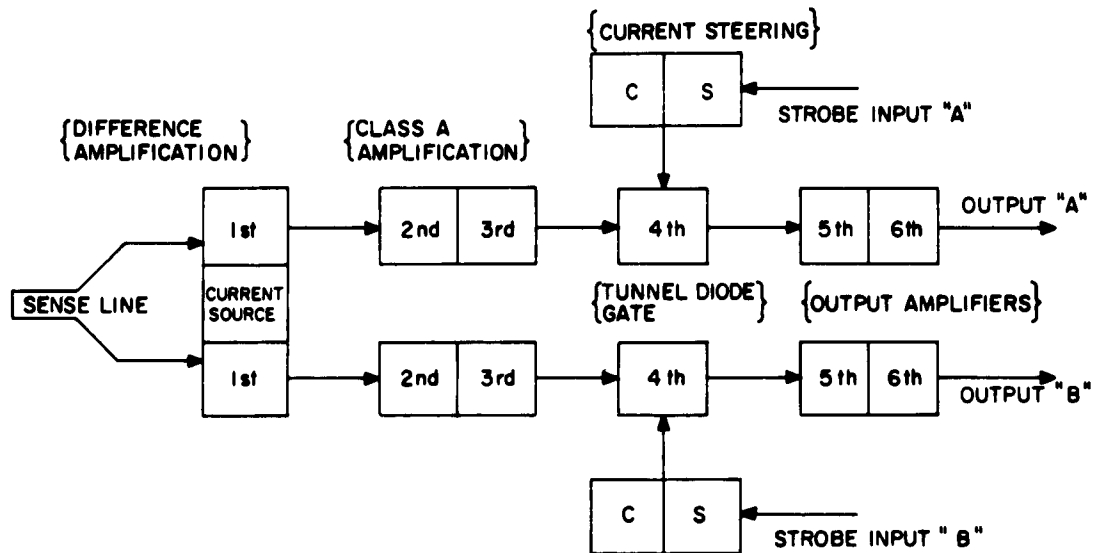 {CURRENT STEERING}
C S
STROBE INPUT "A"
{DIFFERENCE
AMPLIFICATION}
{CLASS A
AMPLIFICATION}
1st
2nd 3rd
4th
5th 6th
OUTPUT "A"
SENSE LINE
CURRENT
SOURCE
{TUNNEL DIODE
GATE}
{OUTPUT AMPLIFIERS}
1st
2nd 3rd
4th
5th 6th
OUTPUT "B"
C S
STROBE INPUT "B"